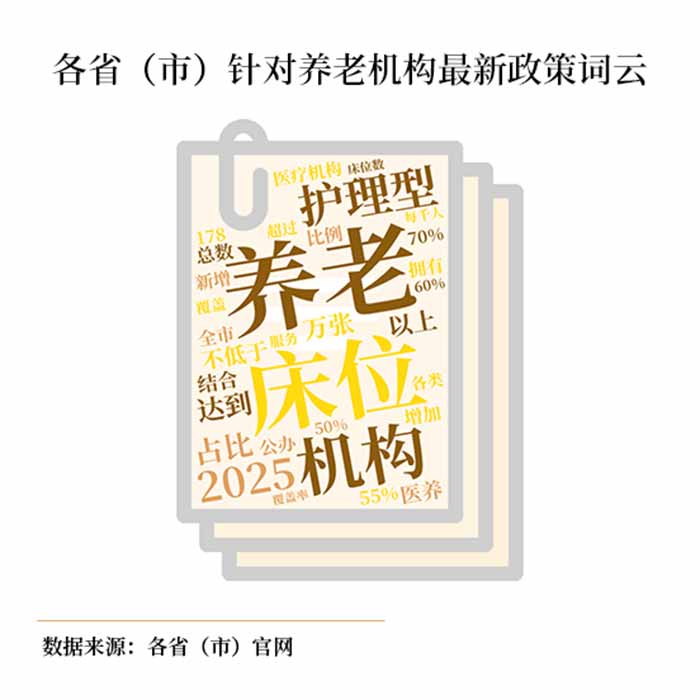 各省（市）针对养老机构最新政策词云
医疗机构 床位数
护理型
每千人
178 超过 比例 70%
总数
养老
新增 拥有
60%
覆盖
全市 服务 万张 以上
不低于
床位
结合 各类
达到 增加
50%
占比 公办 机构
2025
覆盖率 55% 医养
数据来源：各省（市）官网